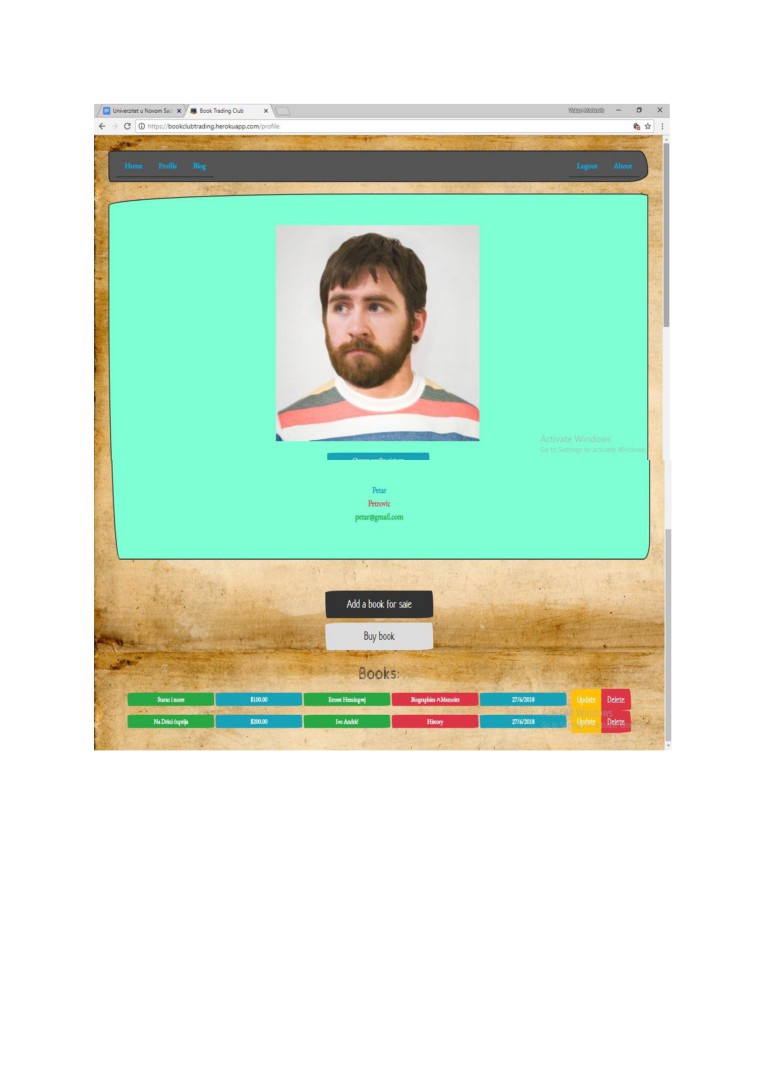 Univerzitet u Novom Sa
Book Trading Club
https://bookclubtrading.herokuapp.com/profile
Home Profile Blog Logout About
Activate Windows
Go to Settings to activate Windows
Petar
Petrovic
petar@gmail.com
Add a book for sale
Buy book
Books:
Starac i more $100.00 Ernest Hemingvej Biographies & Memoirs 27/6/2018 Update Delete
Na Drini ćuprija $200.00 Ivo Andrić History 27/6/2018 Update Delete